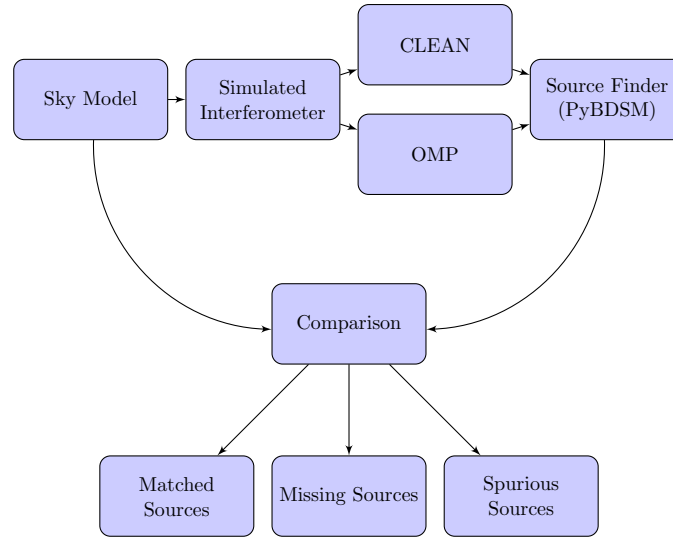 CLEAN
Sky Model
Simulated
Interferometer
Source Finder
(PyBDSM)
OMP
Comparison
Matched
Sources
Missing Sources
Spurious
Sources